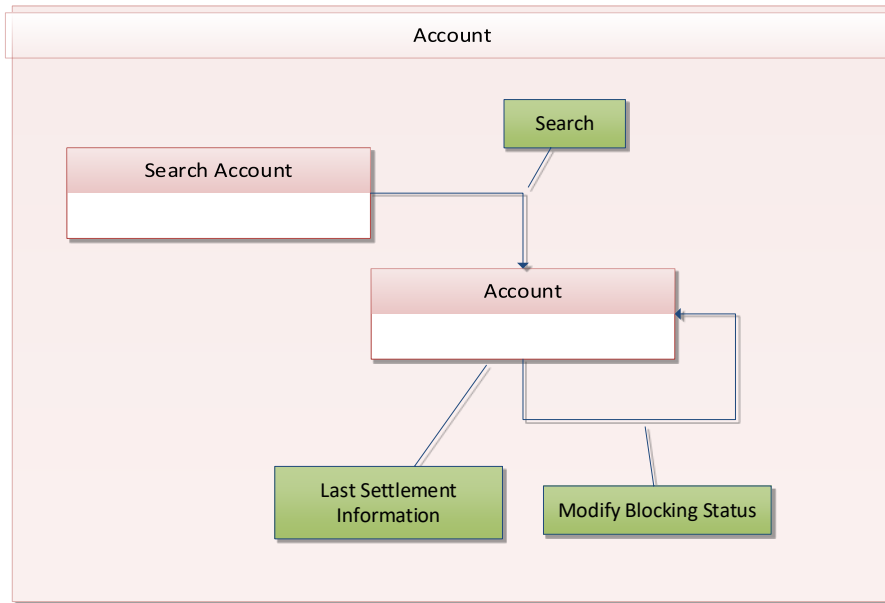 Account
Search
Search Account
Account
Last Settlement
Information
Modify Blocking Status